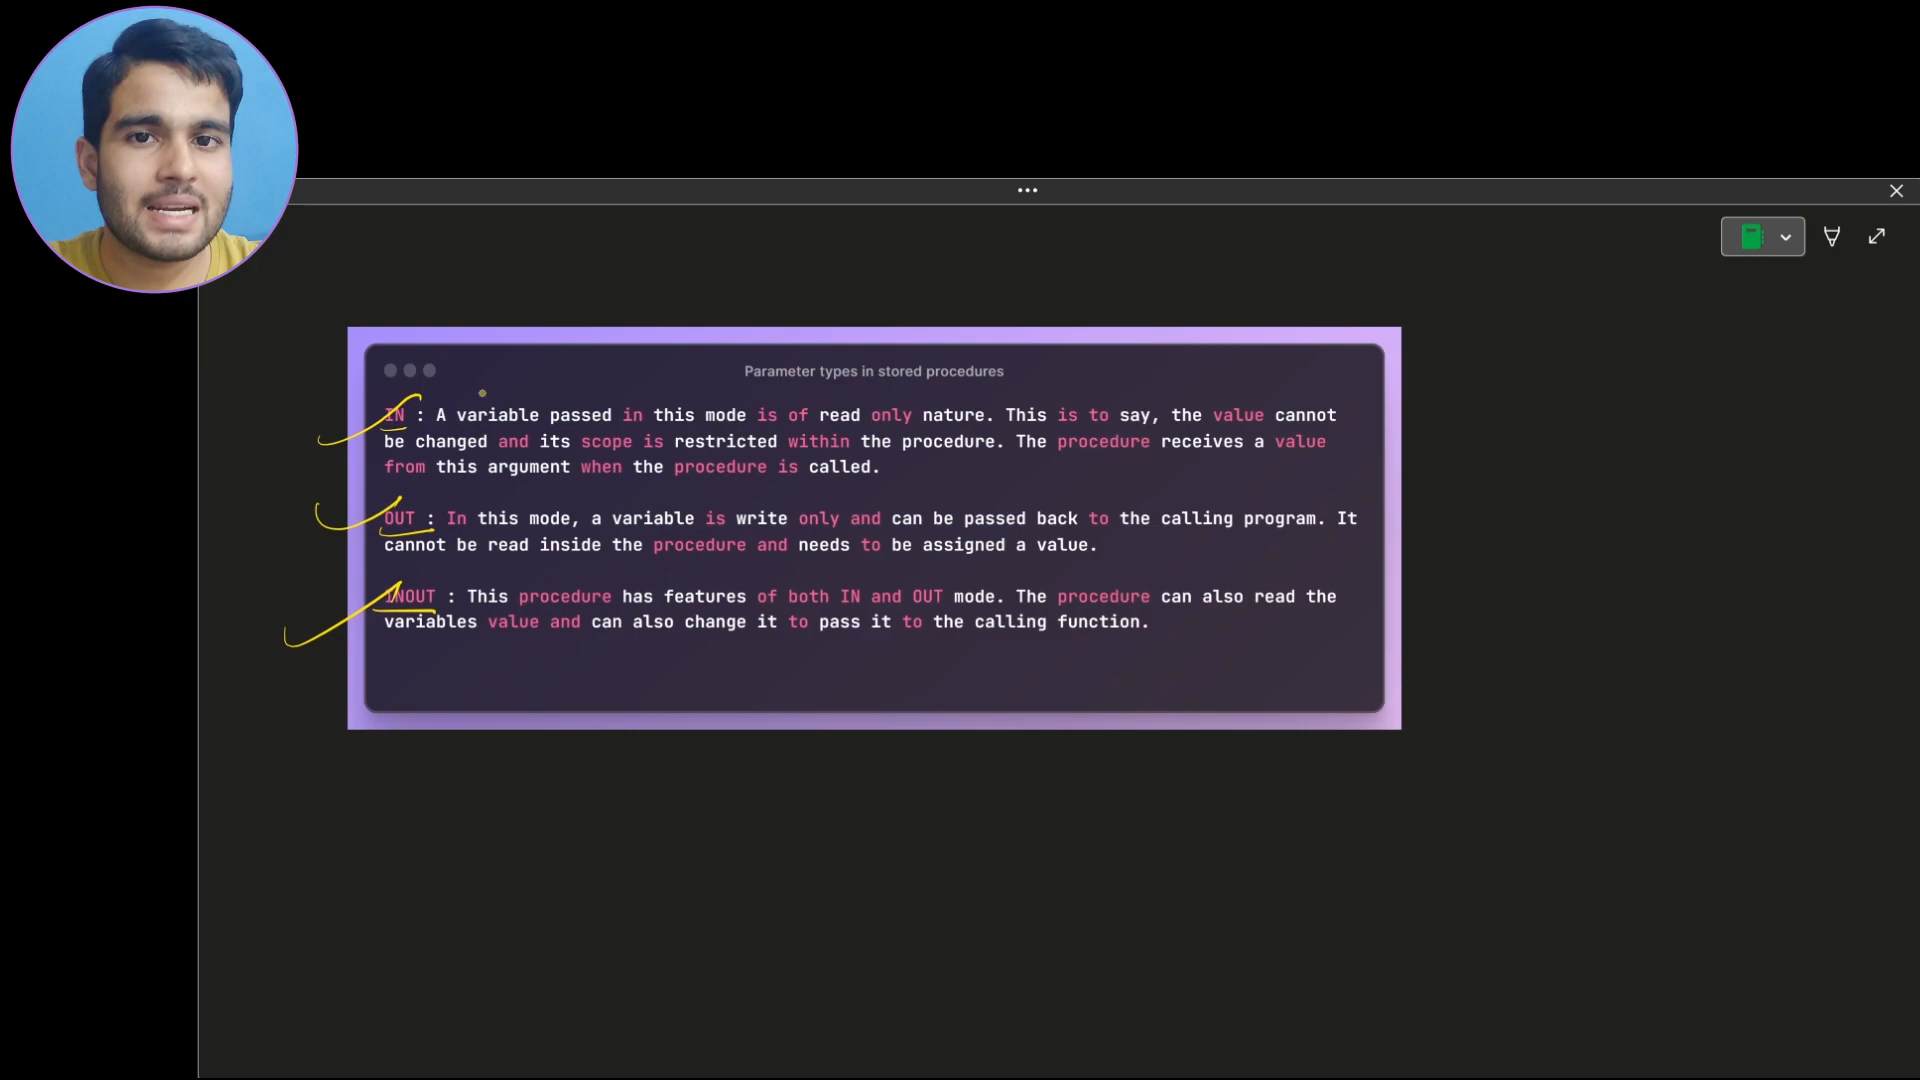 Parameter types in stored procedures
IN : A variable passed in this mode is of read only nature. This is to say, the value cannot
be changed and its scope is restricted within the procedure. The procedure receives a value
from this argument when the procedure is called.
OUT : In this mode, a variable is write only and can be passed back to the calling program. It
cannot be read inside the procedure and needs to be assigned a value.
INOUT : This procedure has features of both IN and OUT mode. The procedure can also read the
variables value and can also change it to pass it to the calling function.